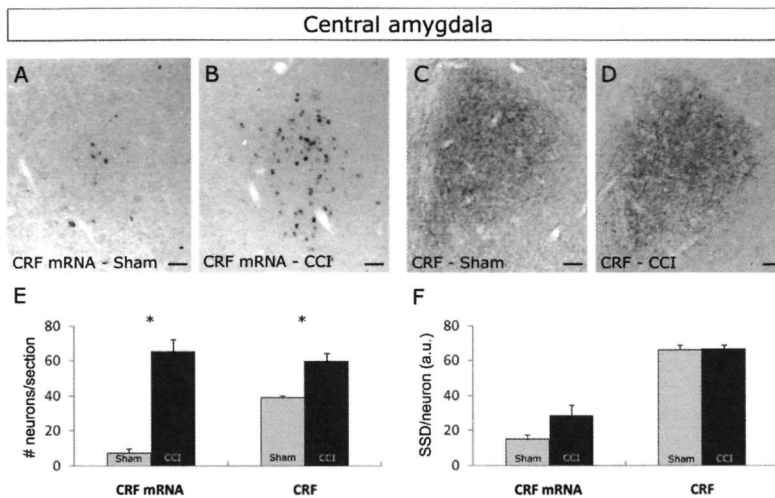 Central amygdala
A
B
C
D
CRF mRNA - Sham
CRF mRNA - CCI
CRF - Sham
CRF - CCI
E
F
# neurons/section
80
60
40
20
0
*
*
Sham
CCI
Sham
CCI
CRF mRNA
CRF
SSD/neuron (a.u.)
80
60
40
20
0
Sham
CCI
Sham
CCI
CRF mRNA
CRF